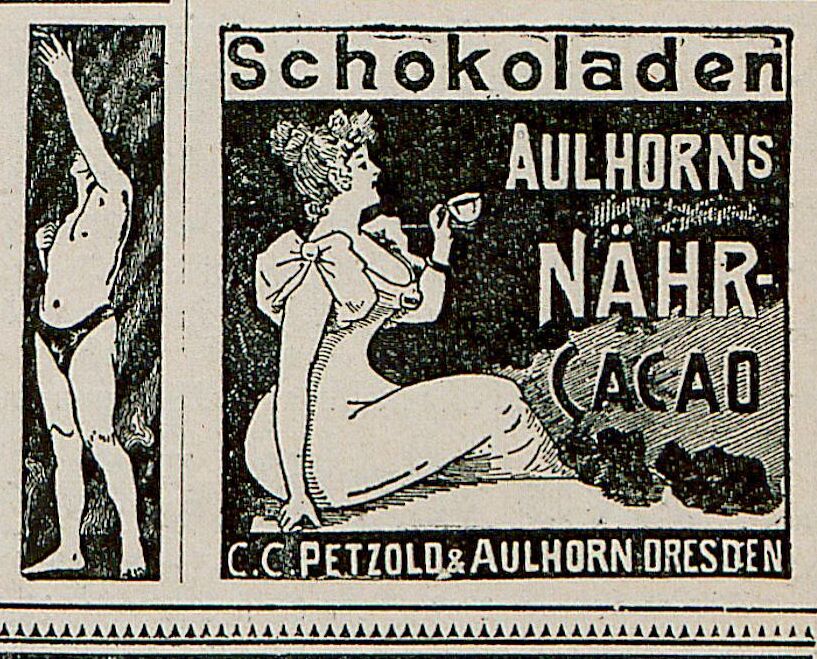 Schokoladen
AULHORNS
NÄHR-
CACAO
C.C. PETZOLD & AULHORN DRESDEN